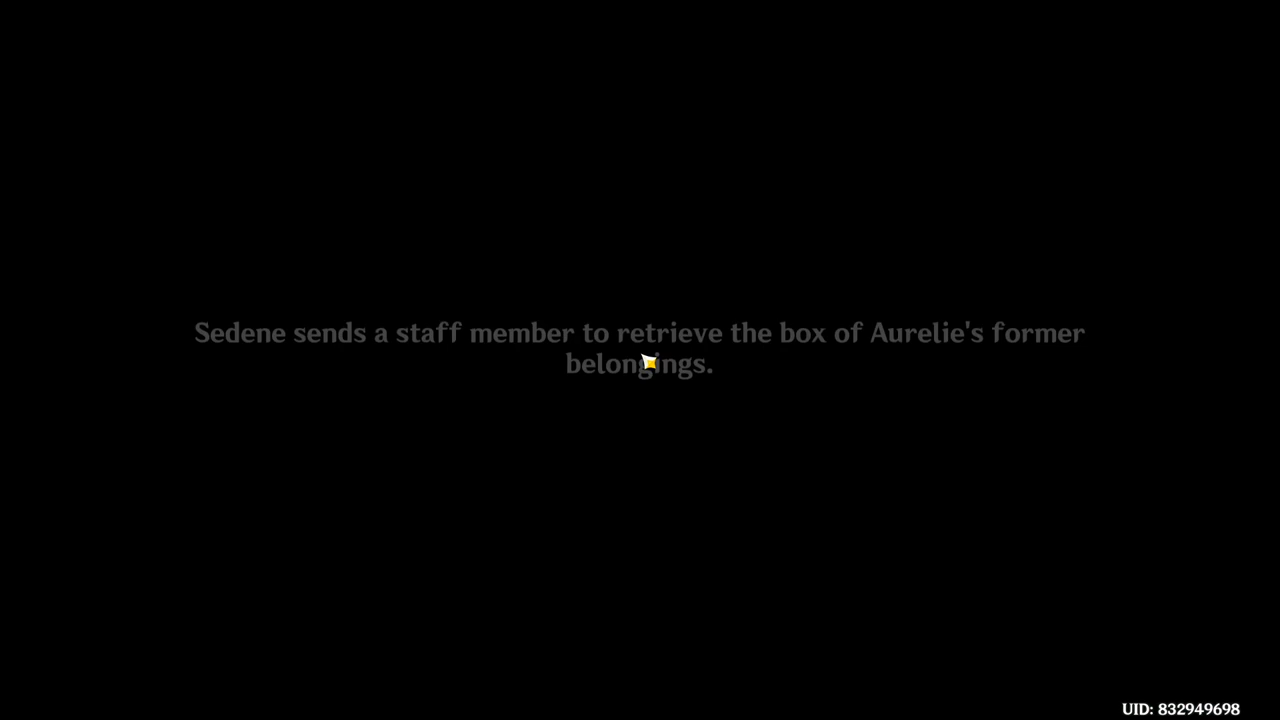 Sedene sends a staff member to retrieve the box of Aurelie's former
belongings.
UID: 832949698